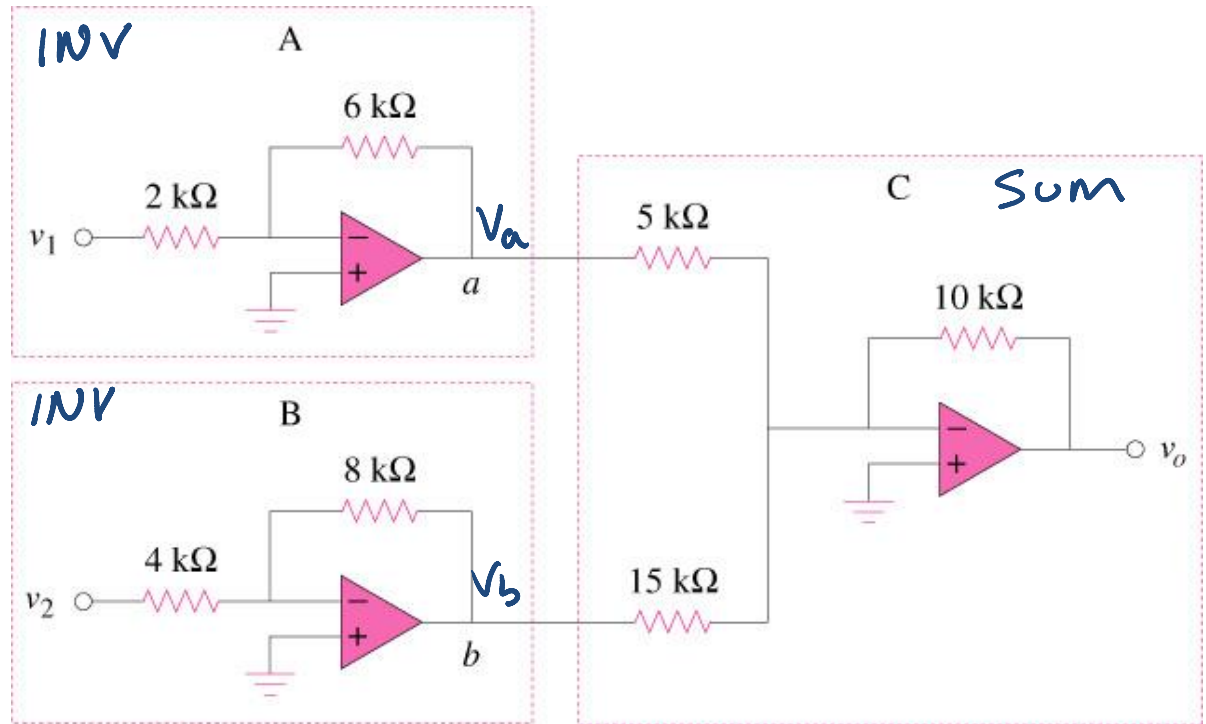 INV
A
6 kΩ
2 kΩ
v1
−
+
Va
a
INV
B
8 kΩ
4 kΩ
v2
−
+
Vb
b
C
Sum
5 kΩ
10 kΩ
−
+
vo
15 kΩ